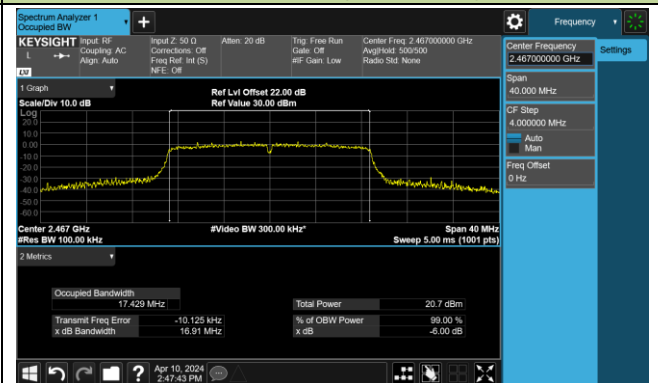 Spectrum Analyzer 1
Occupied BW
+
Frequency
KEYSIGHT
L
LXI
Input: RF
Coupling: AC
Align: Auto
Input Z: 50 Ω
Corrections: Off
Freq Ref: Int (S)
NFE: Off
Atten: 20 dB
Trig: Free Run
Gate: Off
#IF Gain: Low
Center Freq: 2.467000000 GHz
Avg|Hold: 500/500
Radio Std: None
Center Frequency
2.467000000 GHz
Settings
Span
40.000 MHz
CF Step
4.000000 MHz
Auto
Man
Freq Offset
0 Hz
1 Graph
Scale/Div 10.0 dB
Ref Lvl Offset 22.00 dB
Ref Value 30.00 dBm
Log
20.0
10.0
0.00
-10.0
-20.0
-30.0
-40.0
-50.0
-60.0
Center 2.467 GHz
#Video BW 300.00 kHz*
Span 40 MHz
#Res BW 100.00 kHz
Sweep 5.00 ms (1001 pts)
2 Metrics
Occupied Bandwidth
17.429 MHz
Total Power 20.7 dBm
Transmit Freq Error -10.125 kHz
% of OBW Power 99.00 %
x dB Bandwidth 16.91 MHz
x dB -6.00 dB
?
Apr 10, 2024
2:47:43 PM